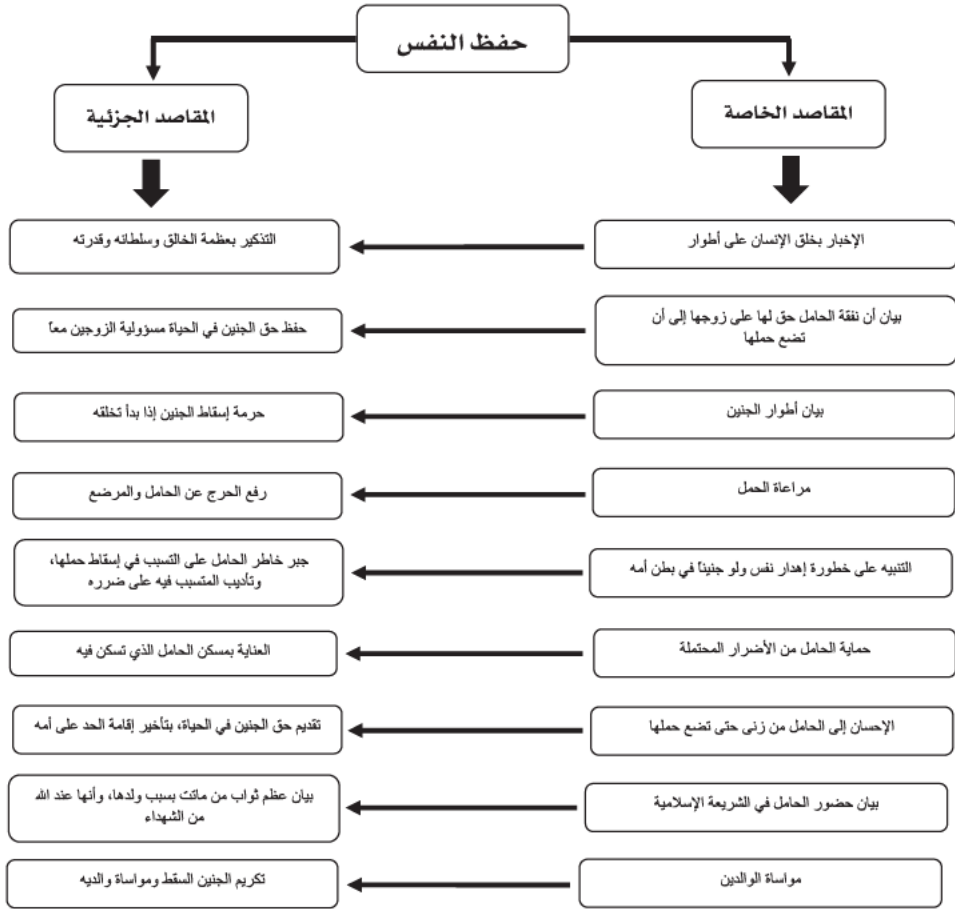 حفظ النفس
المقاصد الخاصة
المقاصد الجزئية
الإخبار بخلق الإنسان على أطوار
التذكير بعظمة الخالق وسلطانه وقدرته
بيان أن نفقة الحامل حق لها على زوجها إلى أن
تضع حملها
حفظ حق الجنين في الحياة مسؤولية الزوجين معاً
بيان أطوار الجنين
حرمة إسقاط الجنين إذا بدأ تخلقه
مراعاة الحمل
رفع الحرج عن الحامل والمرضع
التنبيه على خطورة إهدار نفس ولو جنيناً في بطن أمه
جبر خاطر الحامل على التسبب في إسقاط حملها،
وتأديب المتسبب فيه على ضرره
حماية الحامل من الأضرار المحتملة
العناية بمسكن الحامل الذي تسكن فيه
الإحسان إلى الحامل من زنى حتى تضع حملها
تقديم حق الجنين في الحياة، بتأخير إقامة الحد على أمه
بيان حضور الحامل في الشريعة الإسلامية
بيان عظم ثواب من ماتت بسبب ولدها، وأنها عند الله
من الشهداء
مواساة الوالدين
تكريم الجنين السقط ومواساة والديه